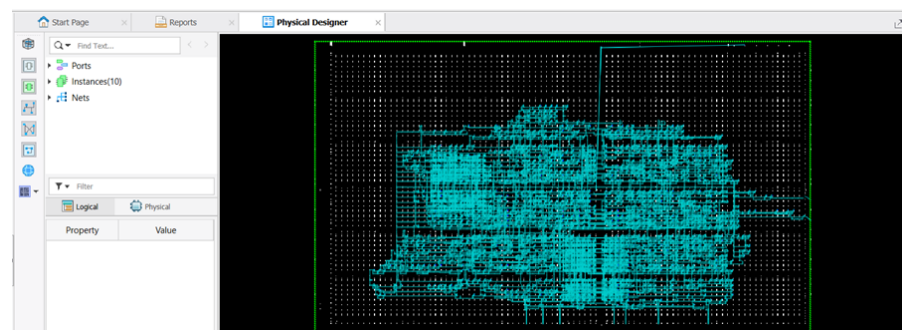 Start Page
Reports
Physical Designer
Find Text...
Ports
Instances(10)
Nets
Filter
Logical
Physical
Property
Value